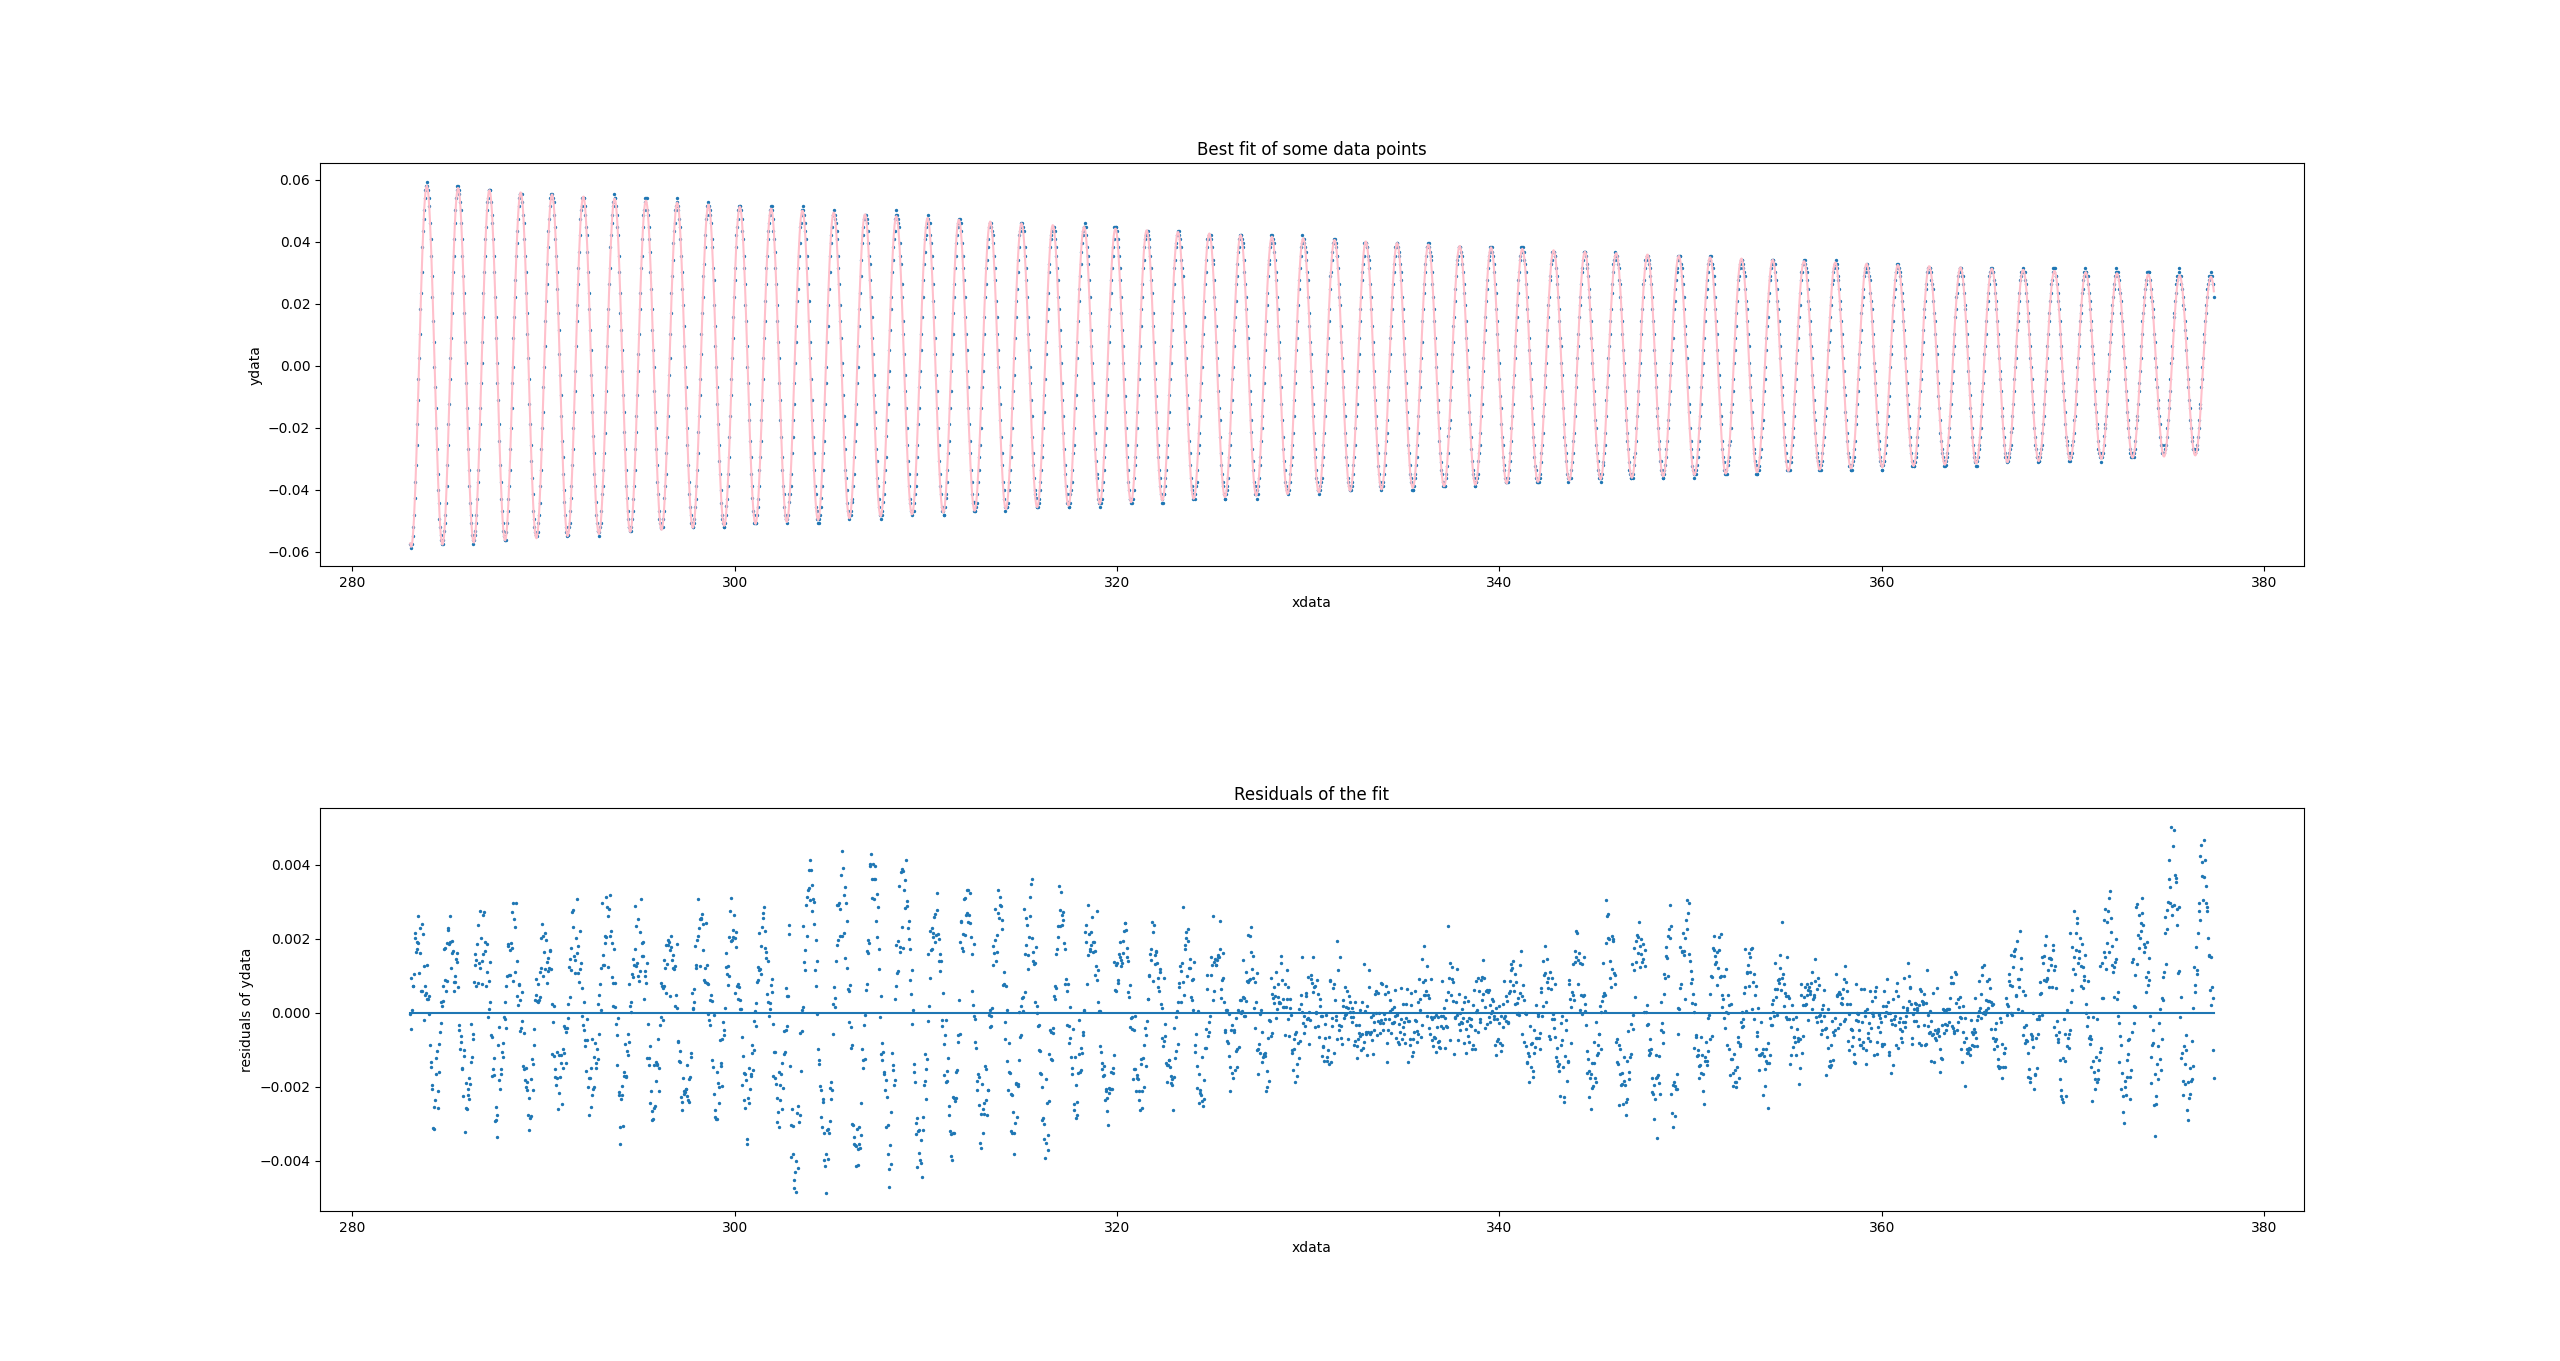 Best fit of some data points
0.06
0.04
0.02
0.00
−0.02
−0.04
−0.06
ydata
280 300 320 340 360 380
xdata
Residuals of the fit
0.004
0.002
0.000
−0.002
−0.004
residuals of ydata
280 300 320 340 360 380
xdata